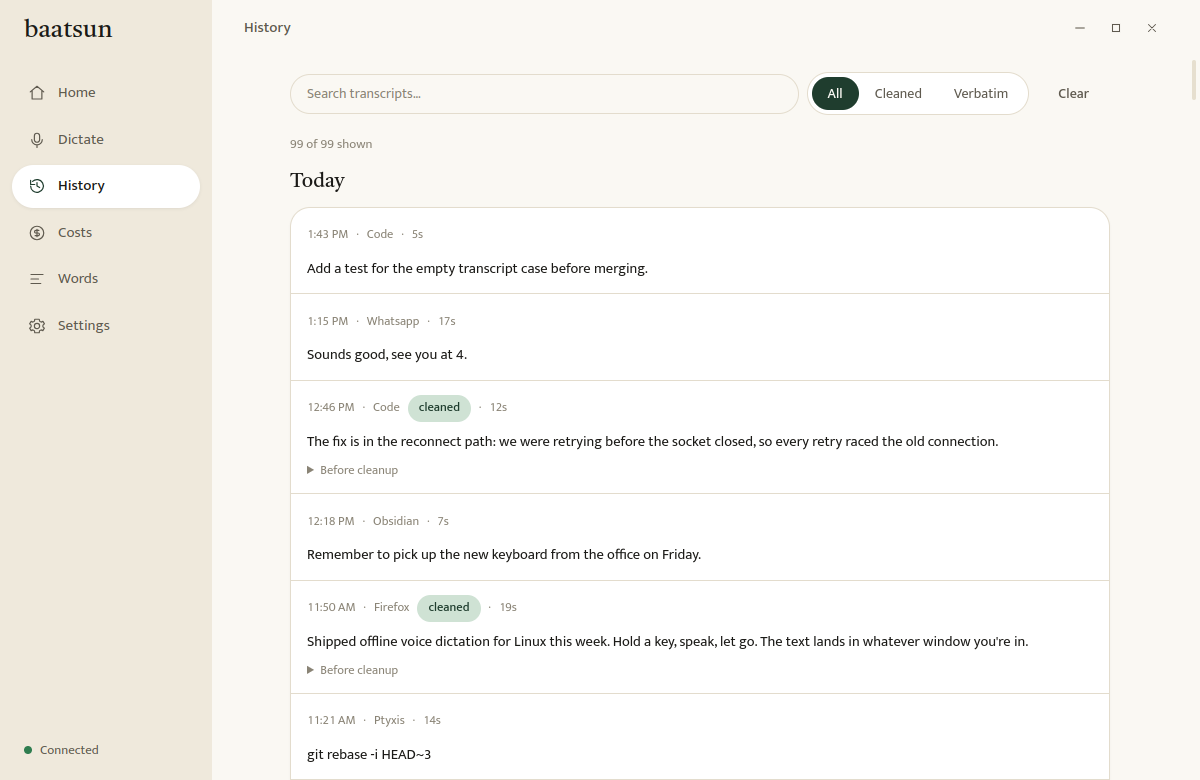 baatsun
History
Home
Dictate
History
Costs
Words
Settings
Connected
Search transcripts…
All Cleaned Verbatim Clear
99 of 99 shown
Today
1:43 PM · Code · 5s
Add a test for the empty transcript case before merging.
1:15 PM · Whatsapp · 17s
Sounds good, see you at 4.
12:46 PM · Code cleaned · 12s
The fix is in the reconnect path: we were retrying before the socket closed, so every retry raced the old connection.
Before cleanup
12:18 PM · Obsidian · 7s
Remember to pick up the new keyboard from the office on Friday.
11:50 AM · Firefox cleaned · 19s
Shipped offline voice dictation for Linux this week. Hold a key, speak, let go. The text lands in whatever window you're in.
Before cleanup
11:21 AM · Ptyxis · 14s
git rebase -i HEAD~3